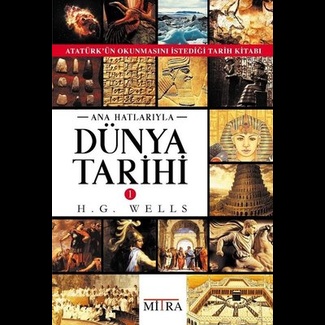 ATATÜRK'ÜN OKUNMASINI İSTEDİĞİ TARİH KİTABI
ANA HATLARIYLA
DÜNYA
TARİHİ
1
H. G. WELLS
MITRA